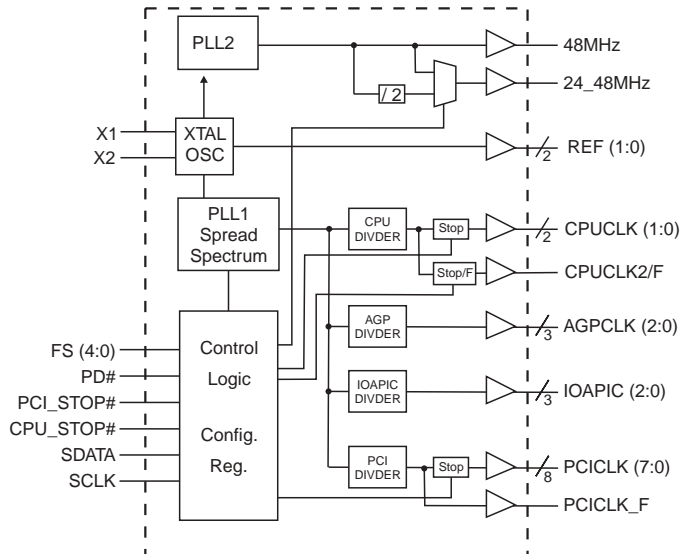 PLL2
48MHz
/ 2
24_48MHz
X1
X2
XTAL
OSC
2
REF (1:0)
PLL1
Spread
Spectrum
CPU
DIVDER
Stop
2
CPUCLK (1:0)
Stop/F
CPUCLK2/F
FS (4:0)
PD#
PCI_STOP#
CPU_STOP#
SDATA
SCLK
Control
Logic
Config.
Reg.
AGP
DIVDER
3
AGPCLK (2:0)
IOAPIC
DIVDER
3
IOAPIC (2:0)
PCI
DIVDER
Stop
8
PCICLK (7:0)
PCICLK_F